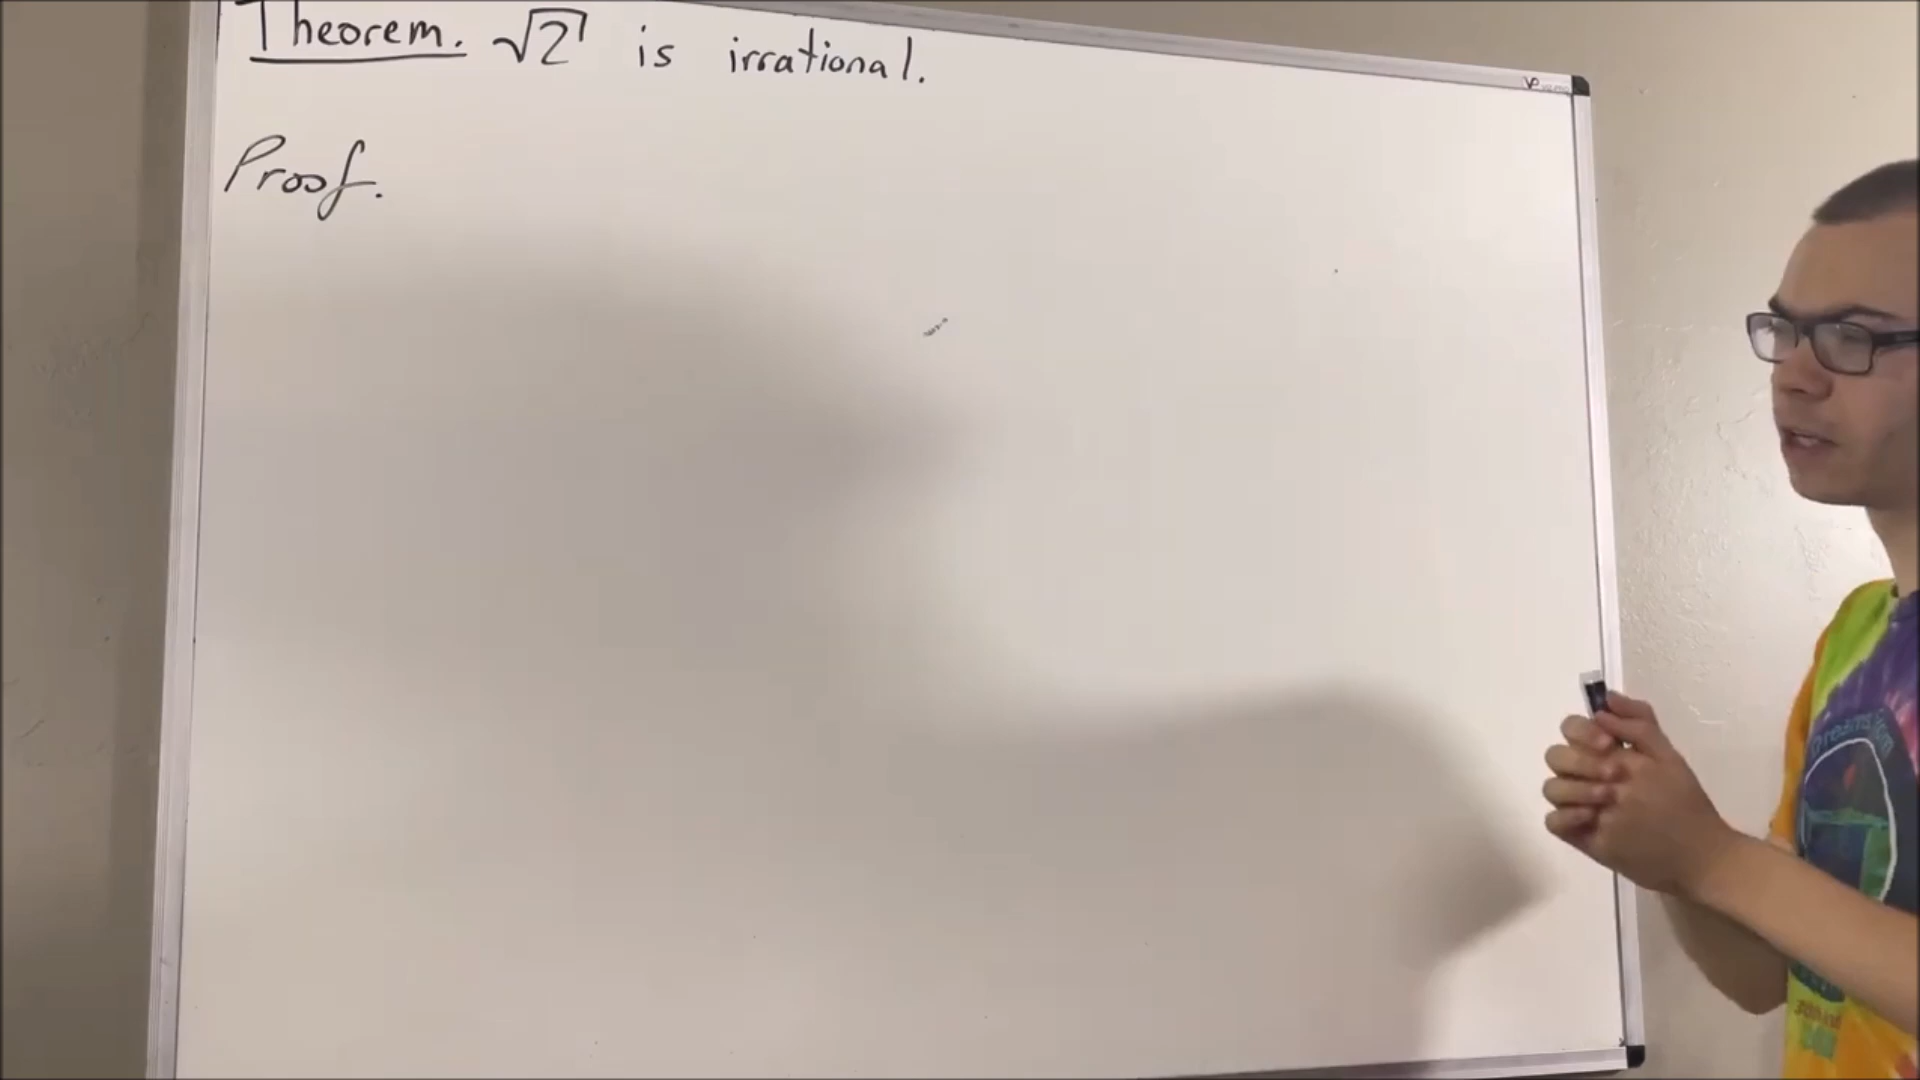 Theorem. √2 is irrational.
Proof.